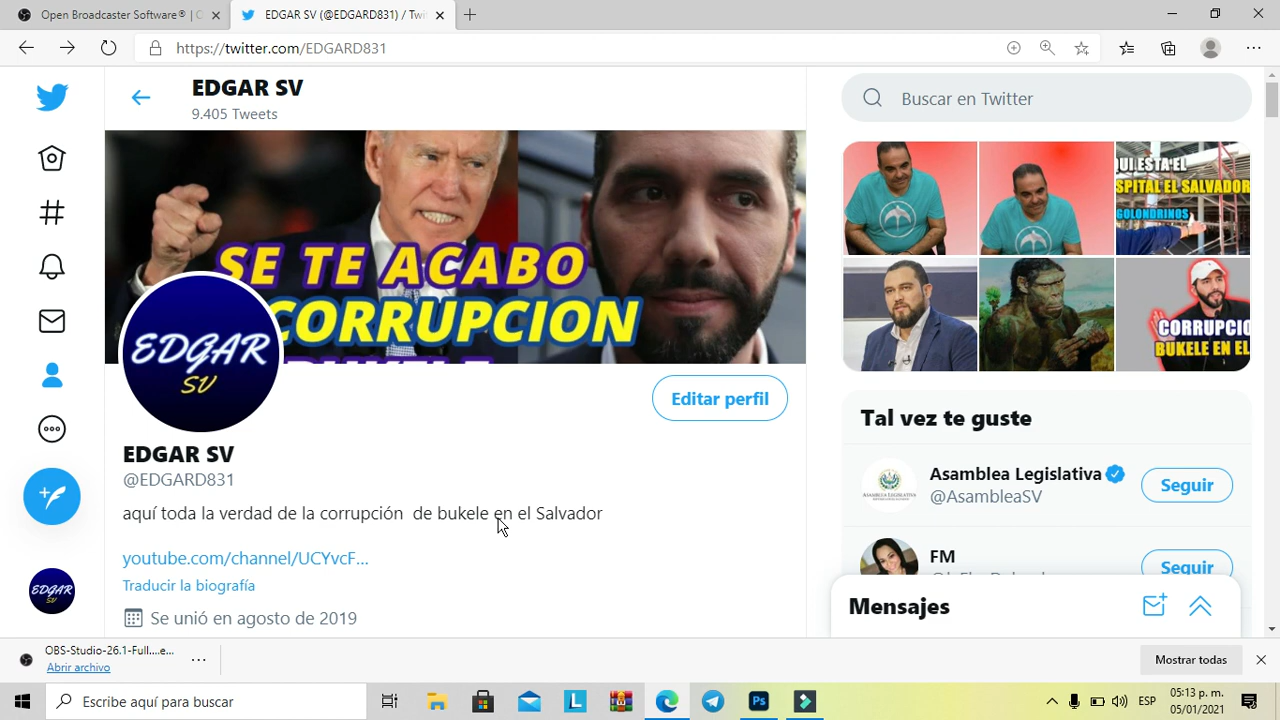 Open Broadcaster Software® | O
EDGAR SV (@EDGARD831) / Twi
https://twitter.com/EDGARD831
EDGAR SV
9.405 Tweets
Buscar en Twitter
SE TE ACABO
CORRUPCION
BUKELE
EDGAR
SV
Editar perfil
EDGAR SV
@EDGARD831
aquí toda la verdad de la corrupción de bukele en el Salvador
youtube.com/channel/UCYvcF...
Traducir la biografía
Se unió en agosto de 2019
QUI ESTA EL
SPITAL EL SALVADOR
GOLONDRINOS
CORRUPCIO
BUKELE EN EL
Tal vez te guste
Asamblea Legislativa
@AsambleaSV
Seguir
FM
Seguir
Mensajes
EDGAR
SV
OBS-Studio-26.1-Full....e...
Abrir archivo
Mostrar todas
Escribe aquí para buscar
L
Ps
ESP
05:13 p. m.
05/01/2021